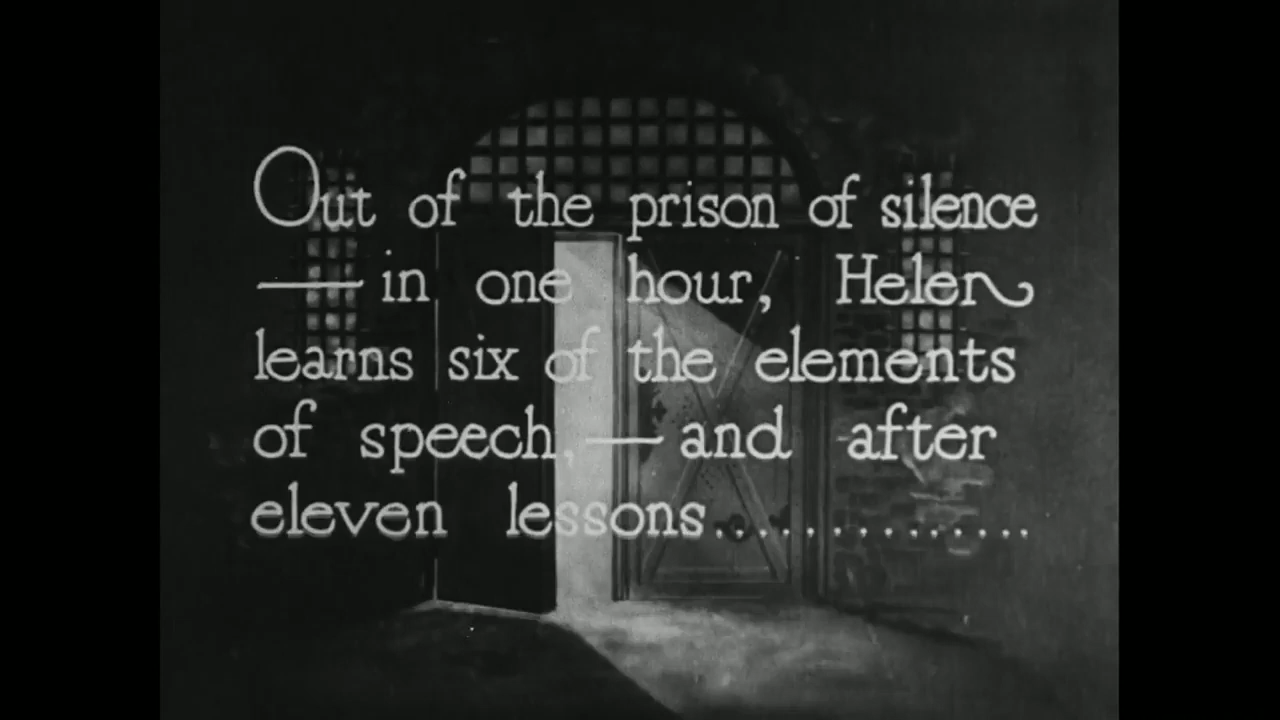 Out of the prison of silence
— in one hour, Helen
learns six of the elements
of speech, — and after
eleven lessons..............